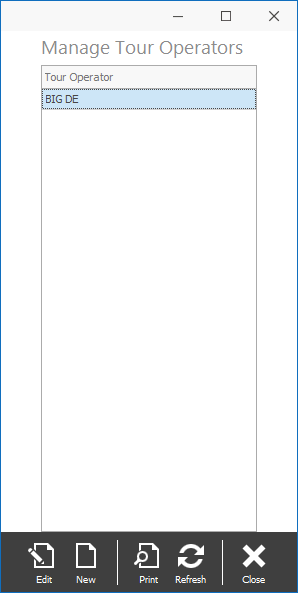 Manage Tour Operators
Tour Operator
BIG DE
Edit New Print Refresh Close